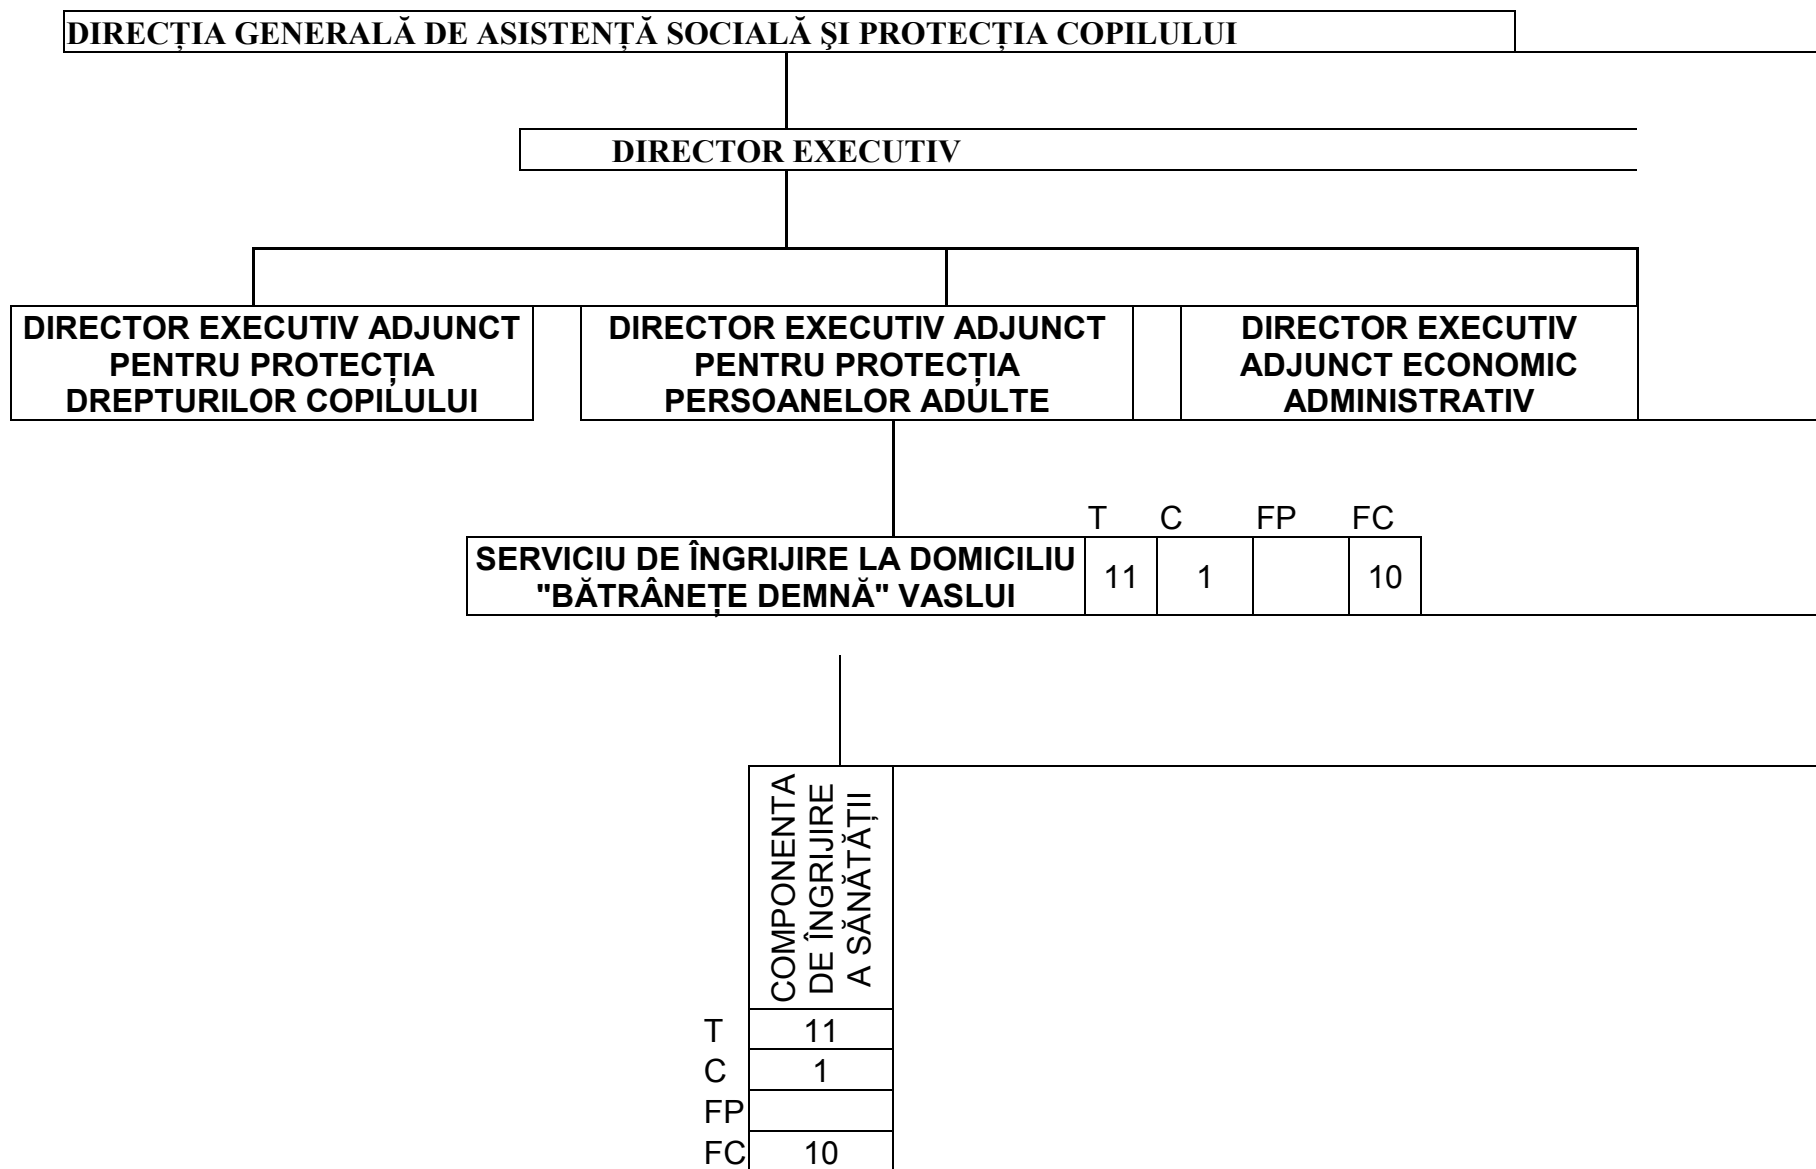 DIRECȚIA GENERALĂ DE ASISTENȚĂ SOCIALĂ ŞI PROTECȚIA COPILULUI
DIRECTOR EXECUTIV
DIRECTOR EXECUTIV ADJUNCT
PENTRU PROTECȚIA
DREPTURILOR COPILULUI
DIRECTOR EXECUTIV ADJUNCT
PENTRU PROTECȚIA
PERSOANELOR ADULTE
DIRECTOR EXECUTIV
ADJUNCT ECONOMIC
ADMINISTRATIV
T C FP FC
SERVICIU DE ÎNGRIJIRE LA DOMICILIU
"BĂTRÂNEȚE DEMNĂ" VASLUI
11 1 10
COMPONENTA
DE ÎNGRIJIRE
A SĂNĂTĂȚII
T 11
C 1
FP
FC 10